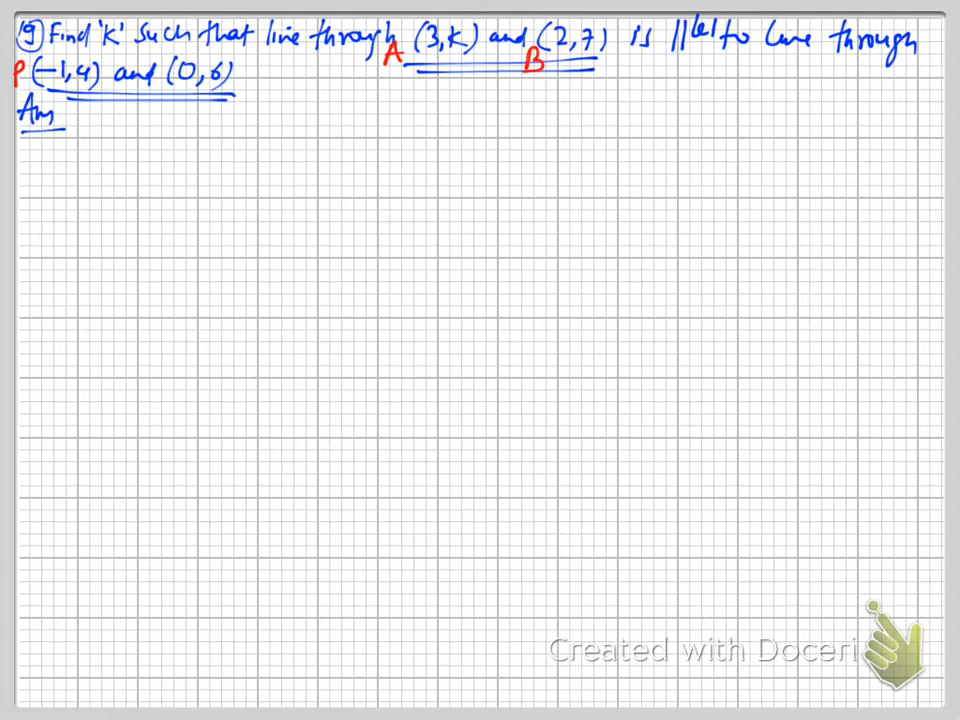 19) Find 'K' such that line through (3,k) and (2,7) is ||lel to line through
A B
P (-1,4) and (0,6)
Ans
Created with Doceri